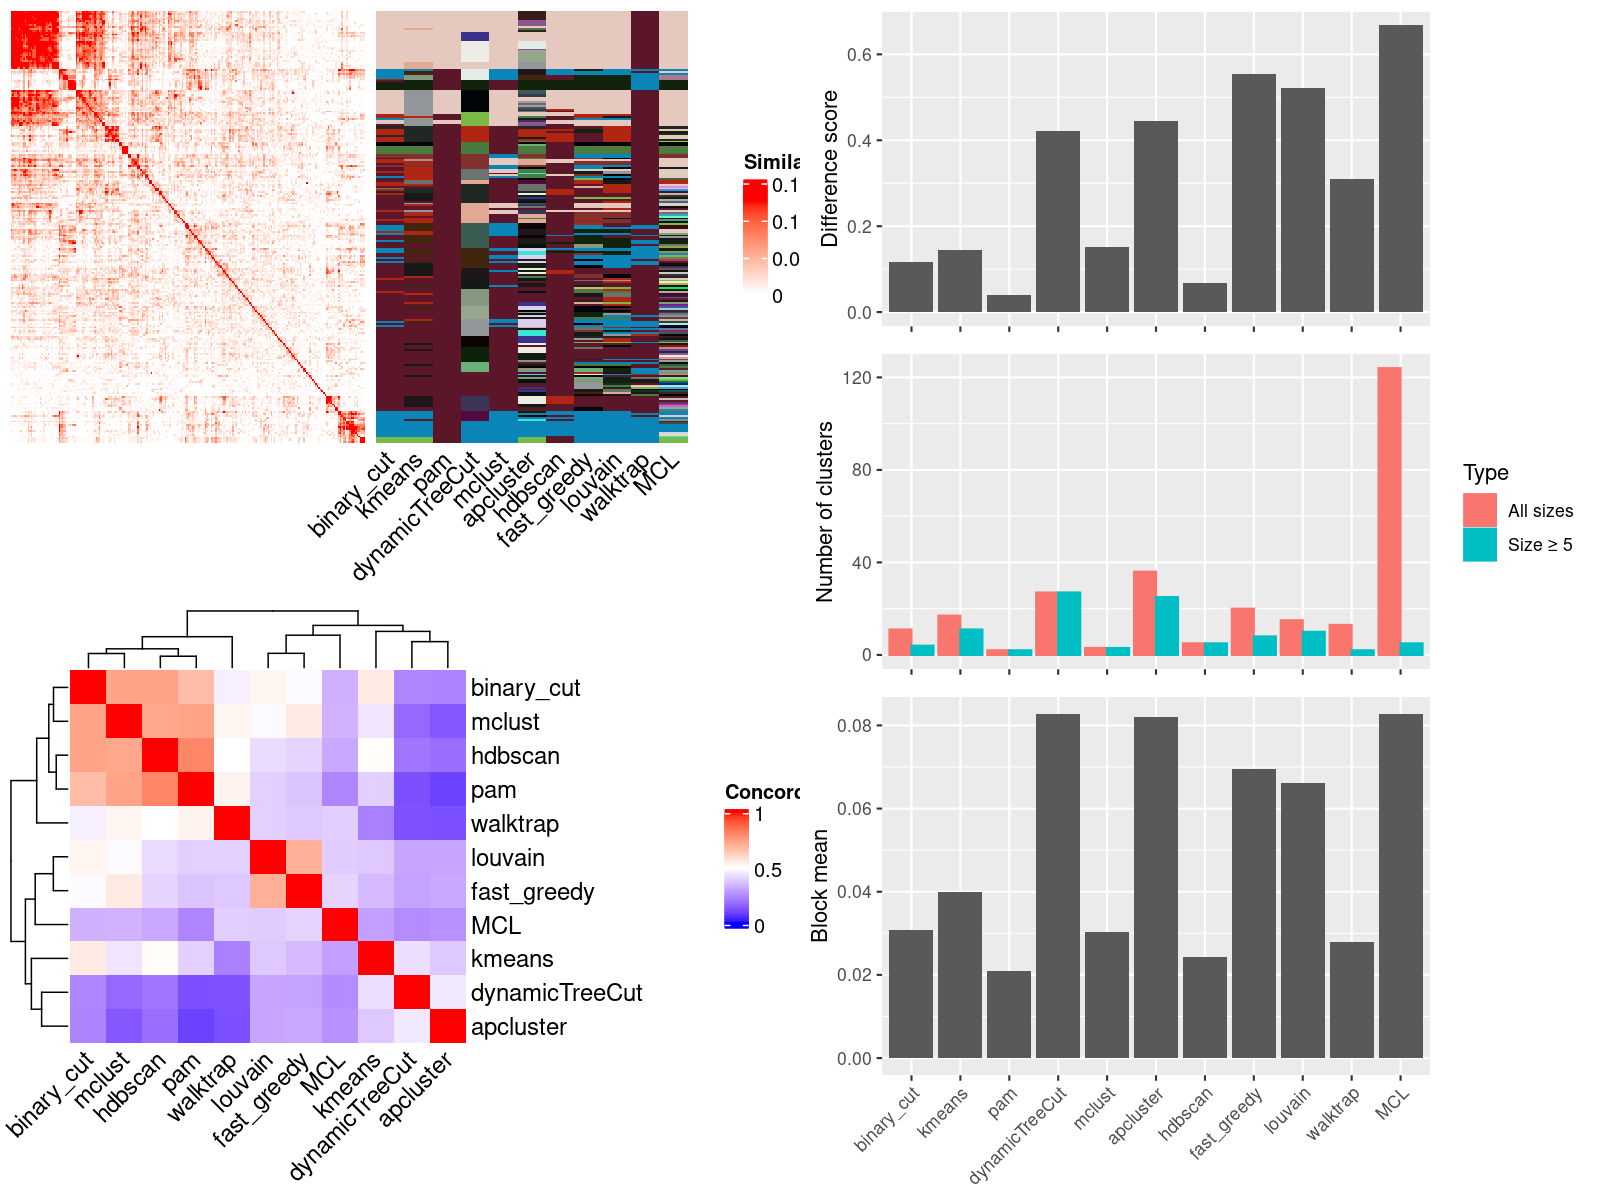 Simila
0.1
0.1
0.0
0
binary_cut
kmeans
pam
dynamicTreeCut
mclust
apcluster
hdbscan
fast_greedy
louvain
walktrap
MCL
binary_cut
mclust
hdbscan
pam
walktrap
louvain
fast_greedy
MCL
kmeans
dynamicTreeCut
apcluster
binary_cut
mclust
hdbscan
pam
walktrap
louvain
fast_greedy
MCL
kmeans
dynamicTreeCut
apcluster
Concord
1
0.5
0
Difference score
0.6
0.4
0.2
0.0
Number of clusters
120
80
40
0
Type
All sizes
Size ≥ 5
Block mean
0.08
0.06
0.04
0.02
0.00
binary_cut
kmeans
pam
dynamicTreeCut
mclust
apcluster
hdbscan
fast_greedy
louvain
walktrap
MCL